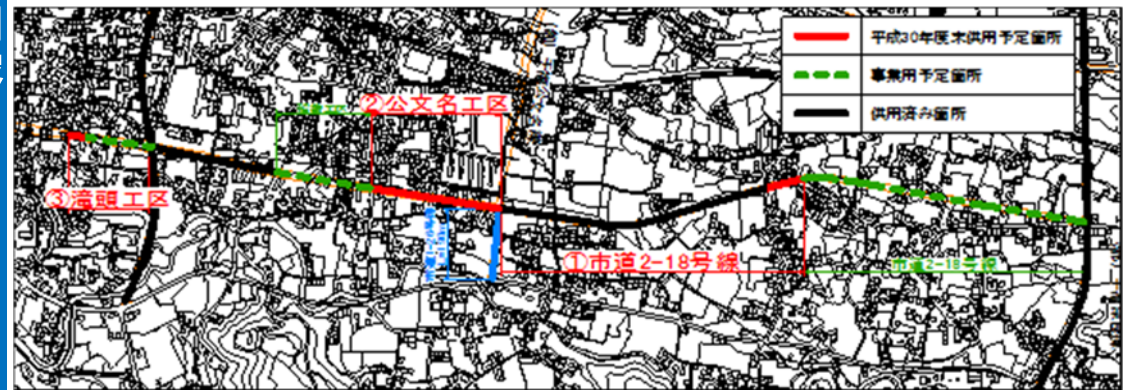 平成30年度末供用予定箇所
事業用予定箇所
供用済み箇所
②公文名工区
③滝頭工区
①市道2-18号線
市道2-18号線